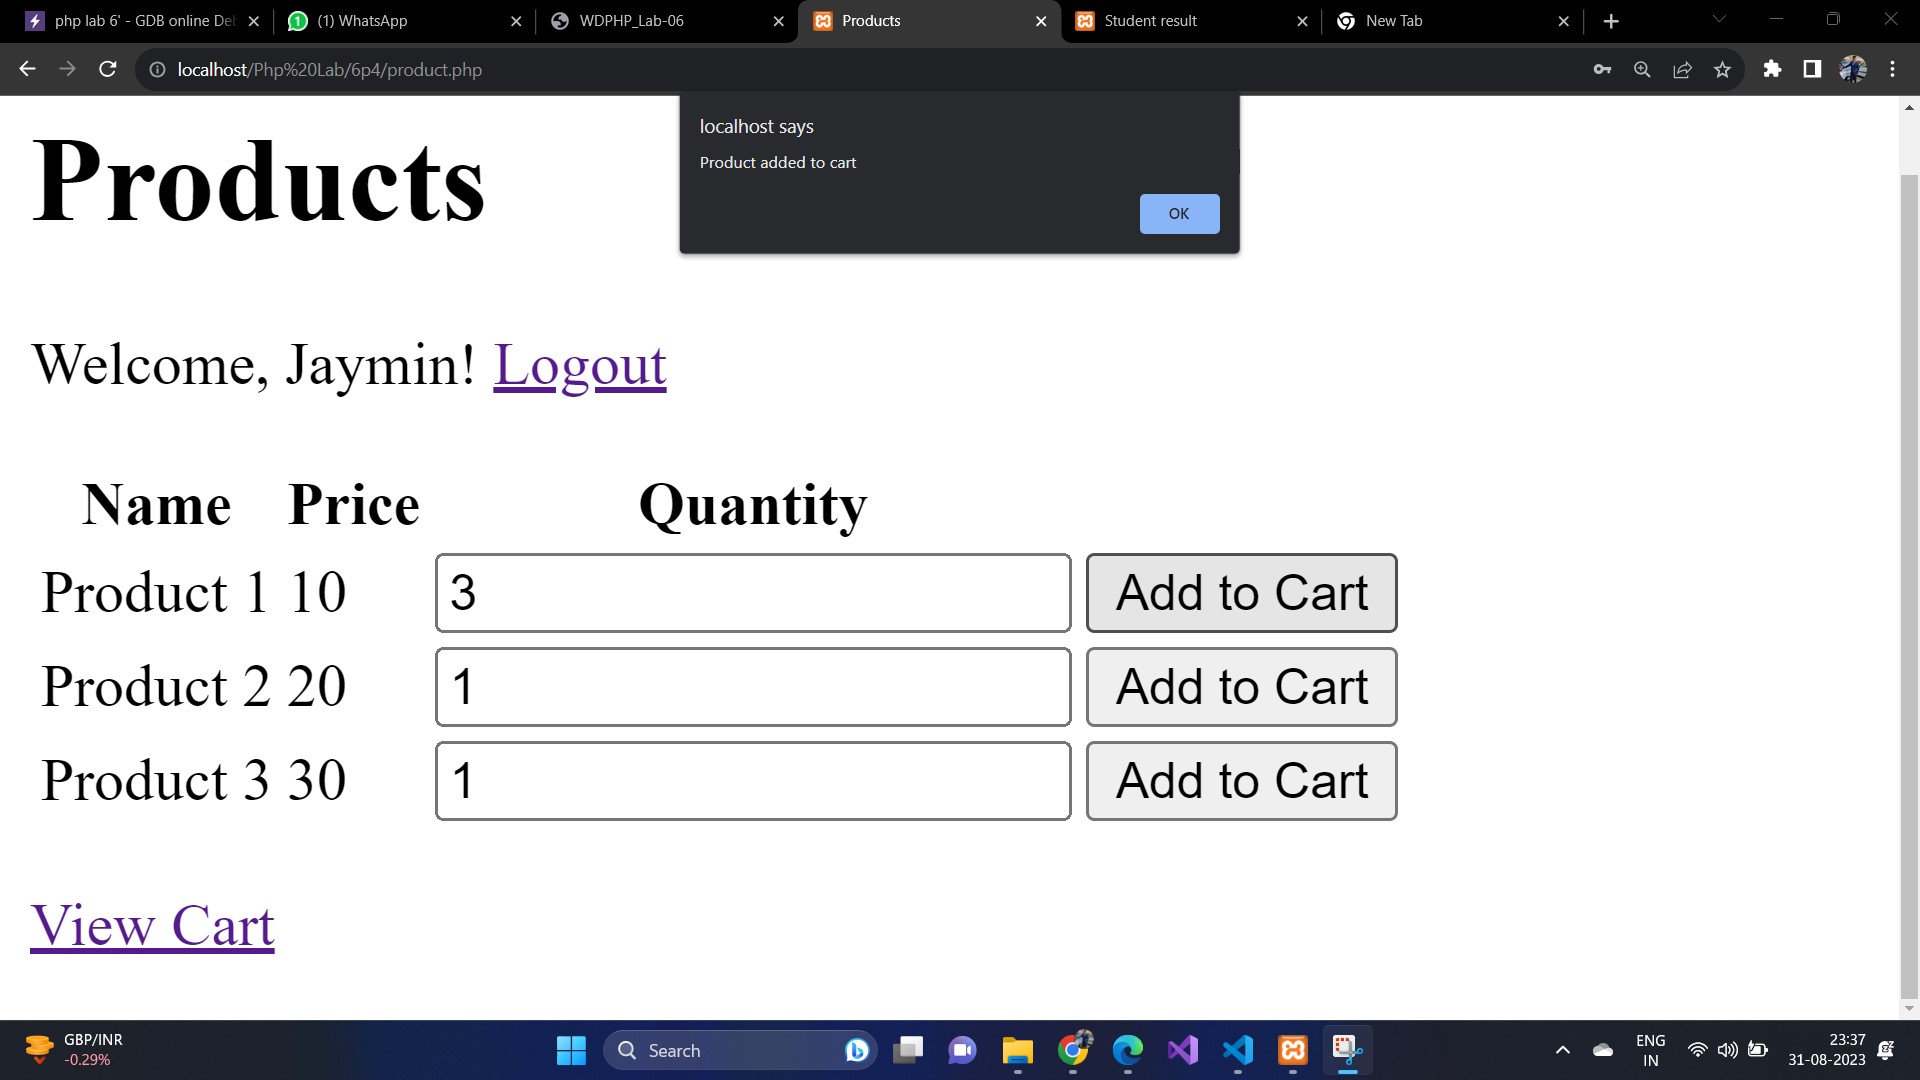 php lab 6' - GDB online De
(1) WhatsApp
WDPHP_Lab-06
Products
Student result
New Tab
localhost/Php%20Lab/6p4/product.php
localhost says
Product added to cart
OK
Products
Welcome, Jaymin! Logout
Name Price Quantity
Product 1 10 3 Add to Cart
Product 2 20 1 Add to Cart
Product 3 30 1 Add to Cart
View Cart
GBP/INR
-0.29%
Search
ENG
IN
23:37
31-08-2023